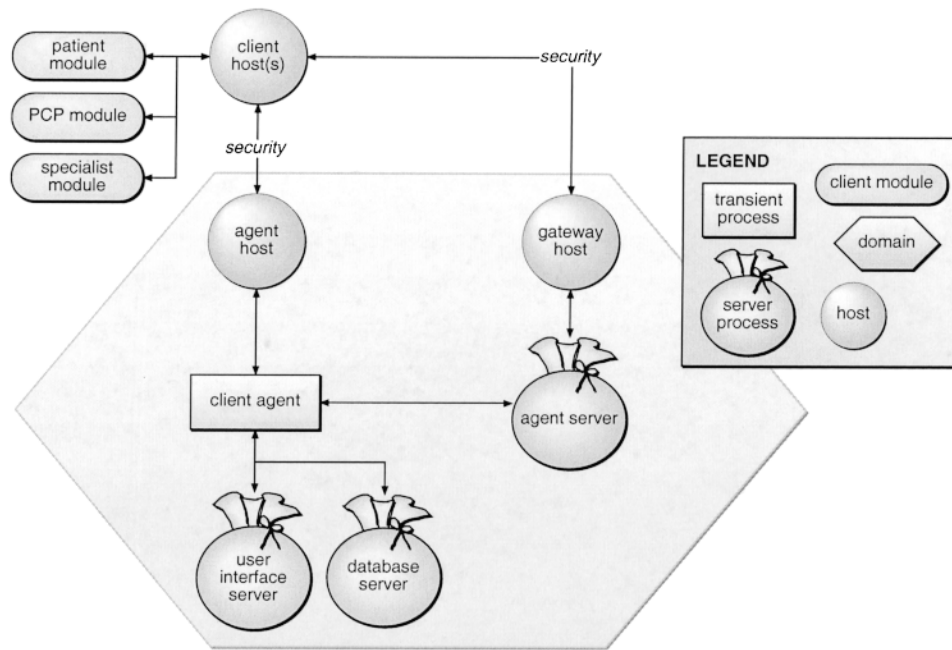 patient
module
client
host(s)
security
PCP module
security
specialist
module
LEGEND
transient
process
client module
domain
server
process
host
agent
host
gateway
host
client agent
agent server
user
interface
server
database
server